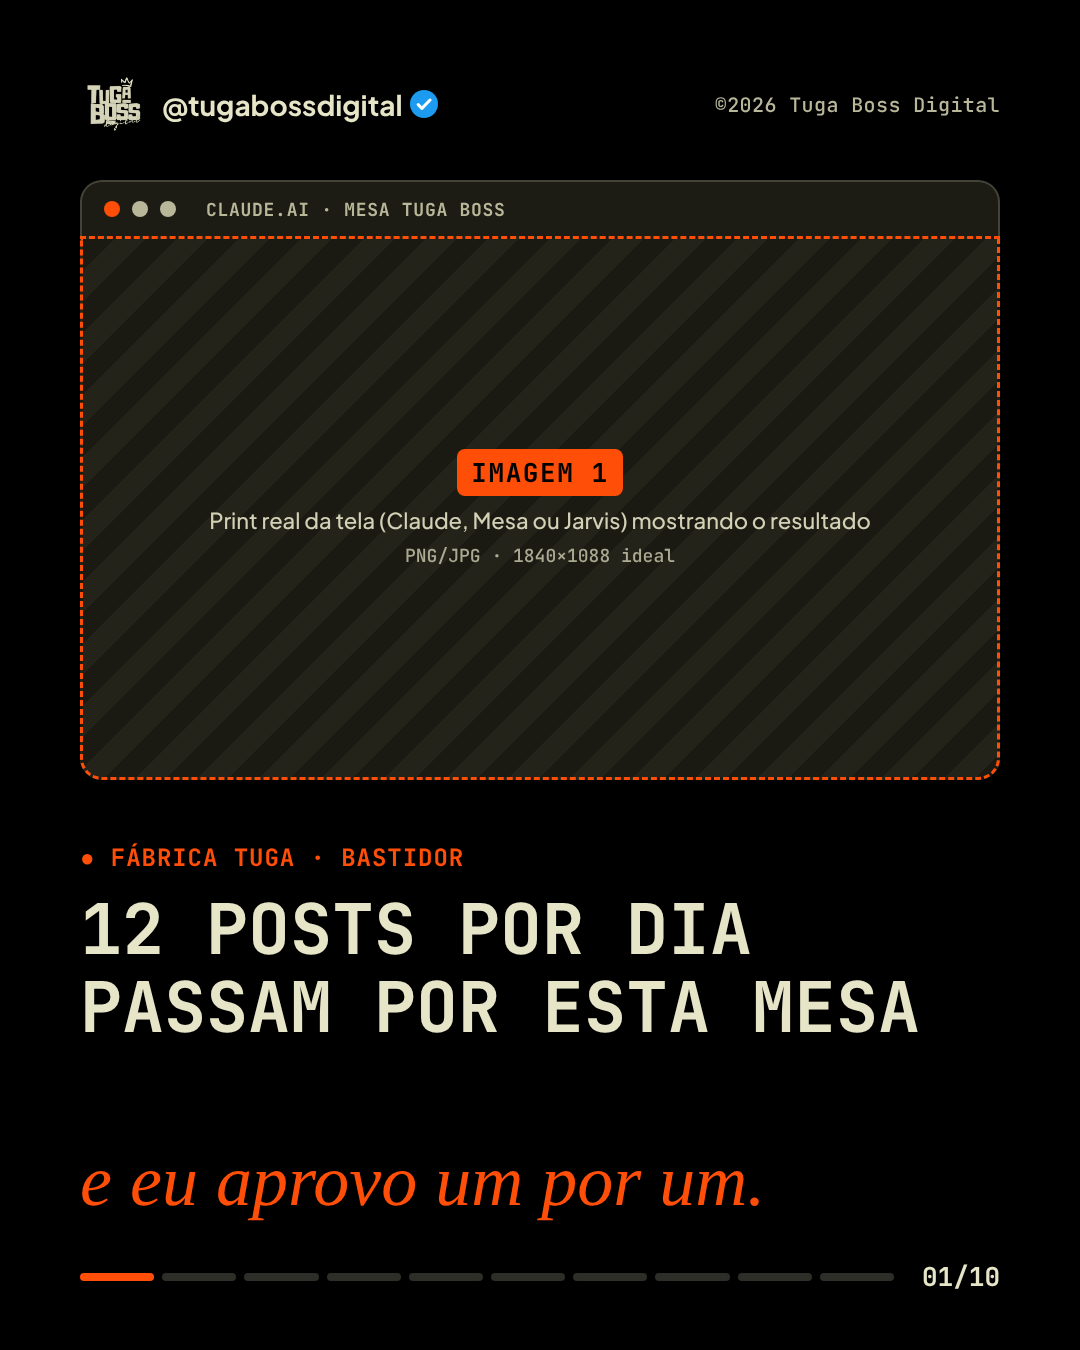 TUGA
BOSS
@tugabossdigital
©2026 Tuga Boss Digital
CLAUDE.AI · MESA TUGA BOSS
IMAGEM 1
Print real da tela (Claude, Mesa ou Jarvis) mostrando o resultado
PNG/JPG · 1840×1088 ideal
• FÁBRICA TUGA · BASTIDOR
12 POSTS POR DIA
PASSAM POR ESTA MESA
e eu aprovo um por um.
01/10